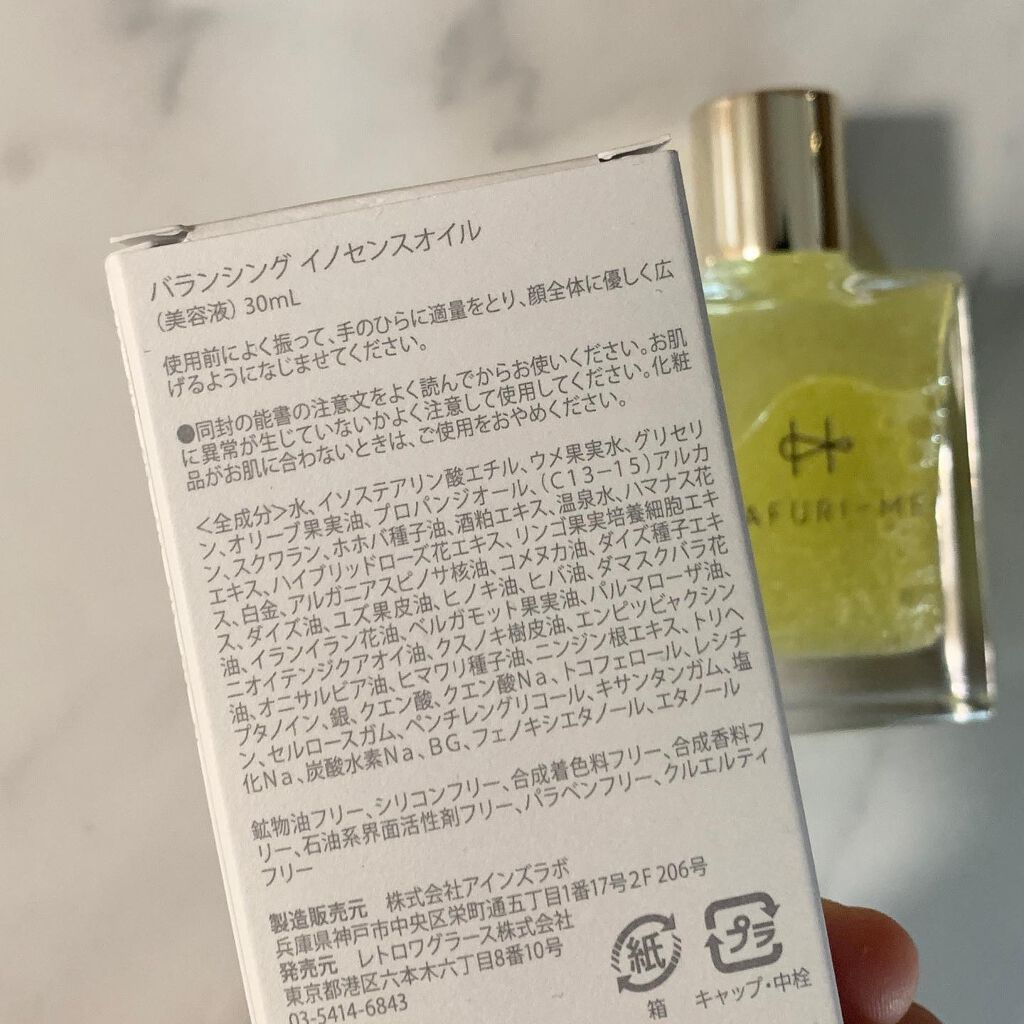 バランシング イノセンスオイル
（美容液）30mL
使用前によく振って、手のひらに適量をとり、顔全体に優しく広
げるようになじませてください。
●同封の能書の注意文をよく読んでからお使いください。お肌
に異常が生じていないかよく注意して使用してください。化粧
品がお肌に合わないときは、ご使用をおやめください。
＜全成分＞水、イソステアリン酸エチル、ウメ果実水、グリセリ
ン、オリーブ果実油、プロパンジオール、（C13−15）アルカ
ン、スクワラン、ホホバ種子油、酒粕エキス、温泉水、ハマナス花
エキス、ハイブリッドローズ花エキス、リンゴ果実培養細胞エキ
ス、白金、アルガニアスピノサ核油、コメヌカ油、ダイズ種子エキ
ス、ダイズ油、ユズ果皮油、ヒノキ油、ヒバ油、ダマスクバラ花
油、イランイラン花油、ベルガモット果実油、パルマローザ油、
ニオイテンジクアオイ油、クスノキ樹皮油、エンピツビャクシン
油、オニサルビア油、ヒマワリ種子油、ニンジン根エキス、トリヘ
プタノイン、銀、クエン酸、クエン酸Na、トコフェロール、レシチ
ン、セルロースガム、ペンチレングリコール、キサンタンガム、塩
化Na、炭酸水素Na、BG、フェノキシエタノール、エタノール
鉱物油フリー、シリコンフリー、合成着色料フリー、合成香料フ
リー、石油系界面活性剤フリー、パラベンフリー、クルエルティ
フリー
製造販売元 株式会社アインズラボ
兵庫県神戸市中央区栄町通五丁目1番17号2F 206号
発売元 レトロワグラース株式会社
東京都港区六本木六丁目8番10号
03-5414-6843
紙
箱
プラ
キャップ・中栓
AFURI-ME